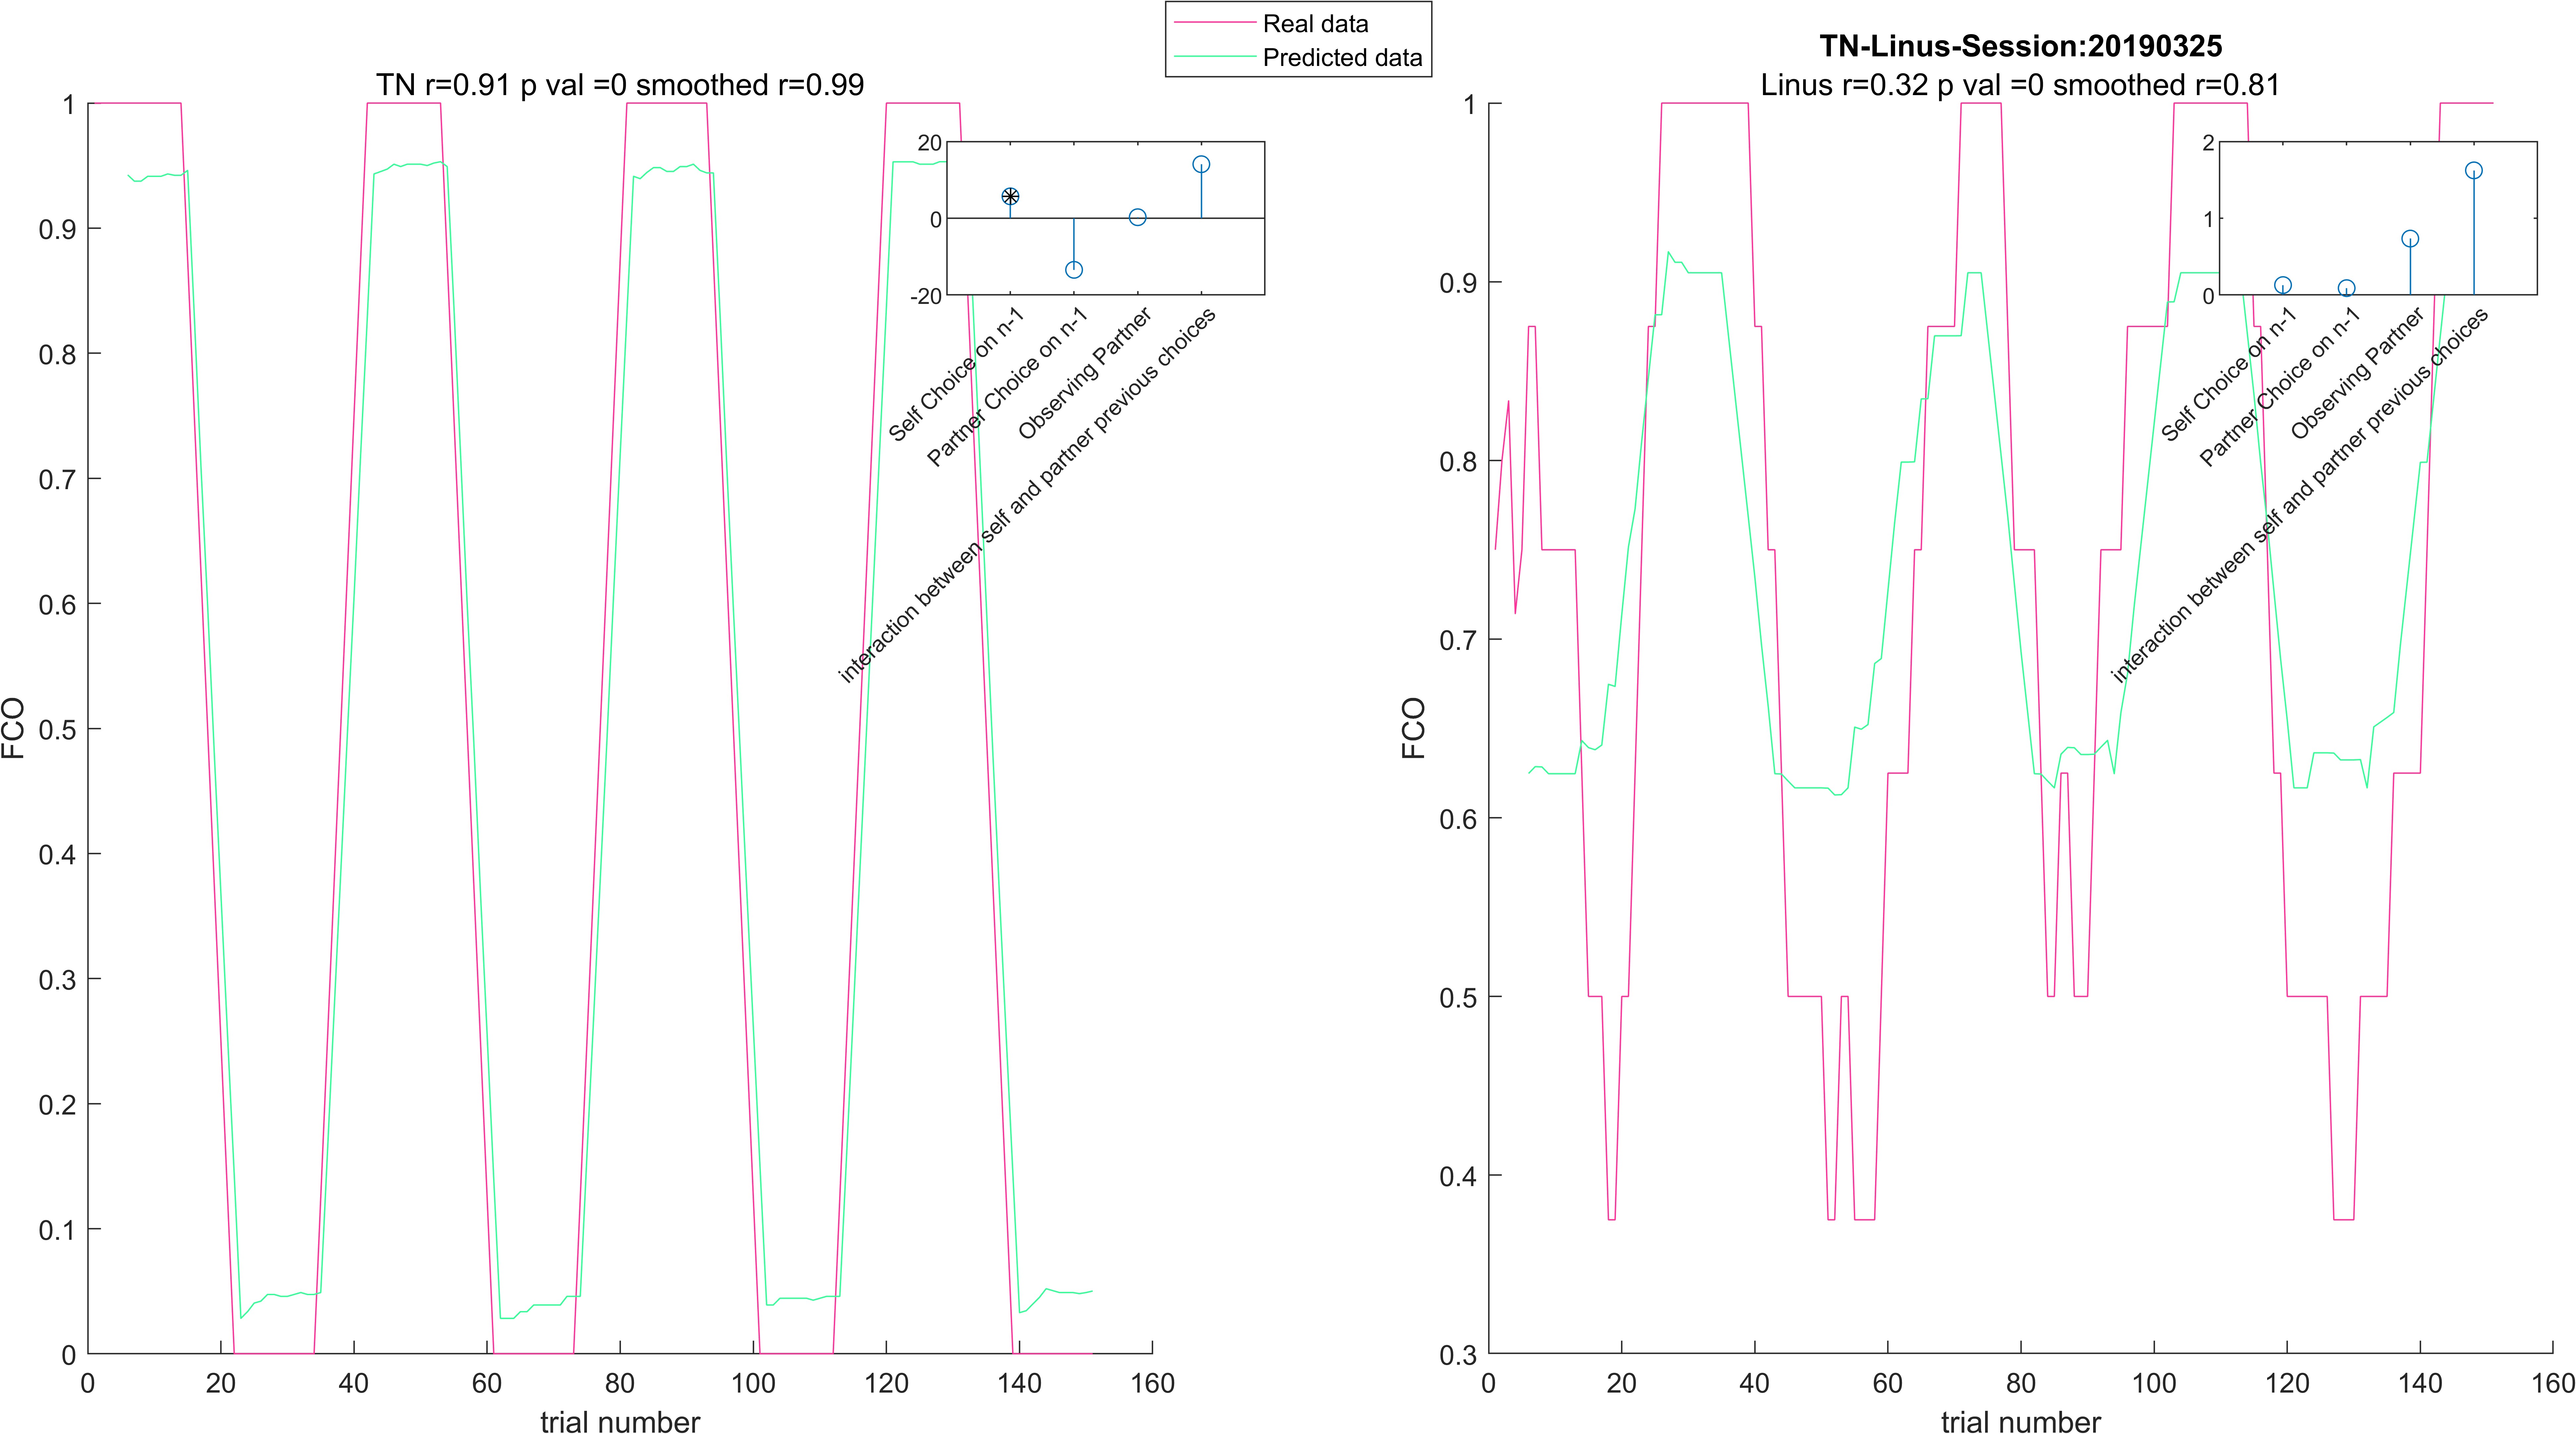 Real data
Predicted data
TN r=0.91 p val =0 smoothed r=0.99
1
0.9
0.8
0.7
0.6
0.5
0.4
0.3
0.2
0.1
0
FCO
0
20
40
60
80
100
120
140
160
trial number
20
0
-20
Self Choice on n-1
Partner Choice on n-1
Observing Partner
interaction between self and partner previous choices
TN-Linus-Session:20190325
Linus r=0.32 p val =0 smoothed r=0.81
1
0.9
0.8
0.7
0.6
0.5
0.4
0.3
FCO
0
20
40
60
80
100
120
140
160
trial number
2
1
0
Self Choice on n-1
Partner Choice on n-1
Observing Partner
interaction between self and partner previous choices